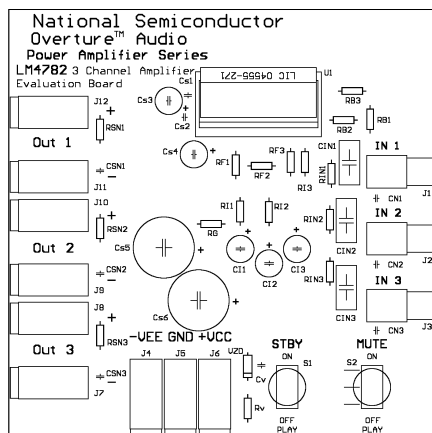 National Semiconductor
Overture™ Audio
Power Amplifier Series
LM4782 3 Channel Amplifier
Evaluation Board
Cs1
Cs3
Cs2
LIC 04555-271
U1
J12
+
RSN1
Out 1
RB3
RB2
RB1
Cs4
RF1
RF2
RF3
RI3
CIN1
RIN1
IN 1
CSN1
-
J11
CN1
J1
J10
+
RSN2
RI1
RI2
RIN2
IN 2
RG
Out 2
Cs5
CI1
CI2
CI3
CIN2
CN2
J2
CSN2
-
J9
RIN3
IN 3
J8
+
RSN3
Cs6
CIN3
CN3
J3
Out 3
-VEE GND +VCC
J4
J5
J6
VZD
Cv
Rv
STBY
ON
S1
OFF
PLAY
MUTE
ON
S2
OFF
PLAY
CSN3
-
J7